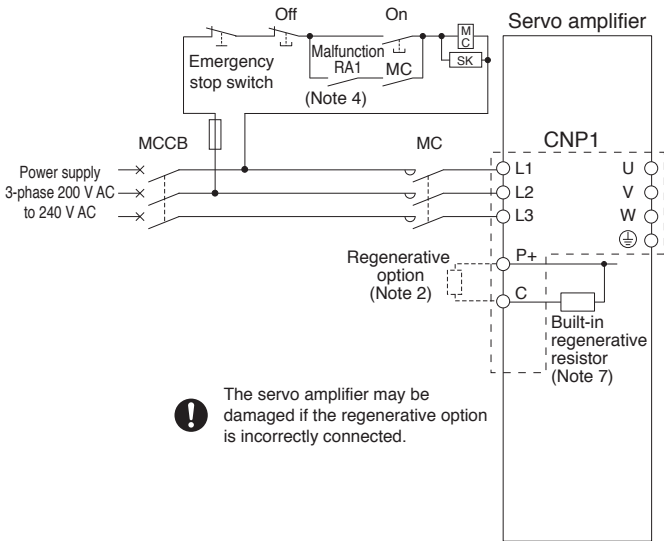 Off
On
M
C
SK
Servo amplifier
Emergency
stop switch
Malfunction
RA1
MC
(Note 4)
MCCB
MC
CNP1
Power supply
3-phase 200 V AC
to 240 V AC
L1
L2
L3
U
V
W
Regenerative
option
(Note 2)
P+
C
Built-in
regenerative
resistor
(Note 7)
The servo amplifier may be
damaged if the regenerative option
is incorrectly connected.